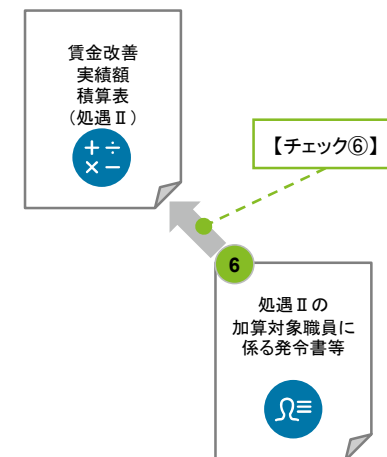 賃金改善
実績額
積算表
（処遇Ⅱ）
【チェック⑥】
6
処遇Ⅱの
加算対象職員に
係る発令書等